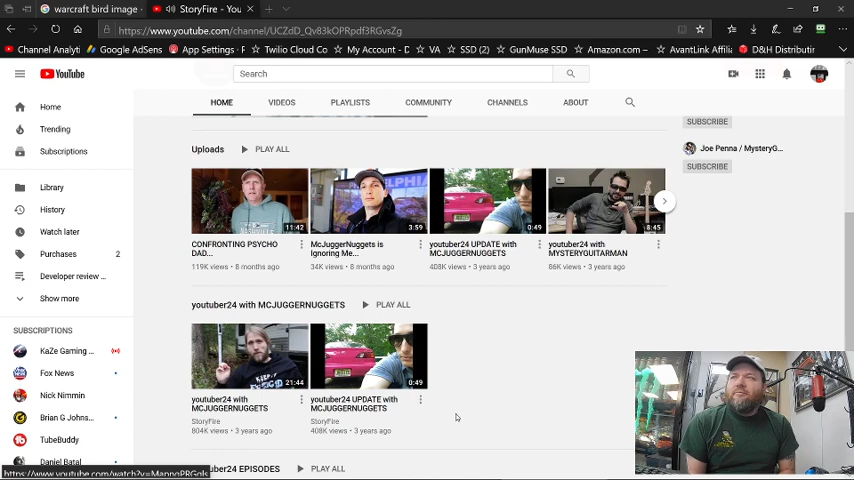 warcraft bird image
StoryFire - You
https://www.youtube.com/channel/UCZdD_Qv83kOPRpdf3RGvsZg
Channel Analyti
Google AdSens
App Settings - F
Twilio Cloud Co
My Account - D
VA
SSD (2)
GunMuse SSD
Amazon.com -
AvantLink Affil
D&H Distributir
YouTube
Search
HOME
VIDEOS
PLAYLISTS
COMMUNITY
CHANNELS
ABOUT
Home
Trending
Subscriptions
Library
History
Watch later
Purchases 2
Developer review ...
Show more
SUBSCRIPTIONS
KaZe Gaming ...
Fox News
Nick Nimmin
Brian G Johns...
TubeBuddy
Daniel Batal
SUBSCRIBE
Joe Penna / MysteryG...
SUBSCRIBE
Uploads PLAY ALL
11:42
3:59
0:49
8:45
CONFRONTING PSYCHO
DAD...
119K views • 8 months ago
McJuggerNuggets is
Ignoring Me...
34K views • 8 months ago
youtuber24 UPDATE with
MCJUGGERNUGGETS
408K views • 3 years ago
youtuber24 with
MYSTERYGUITARMAN
86K views • 3 years ago
youtuber24 with MCJUGGERNUGGETS PLAY ALL
21:44
0:49
youtuber24 with
MCJUGGERNUGGETS
StoryFire
804K views • 3 years ago
youtuber24 UPDATE with
MCJUGGERNUGGETS
StoryFire
408K views • 3 years ago
uber24 EPISODES PLAY ALL